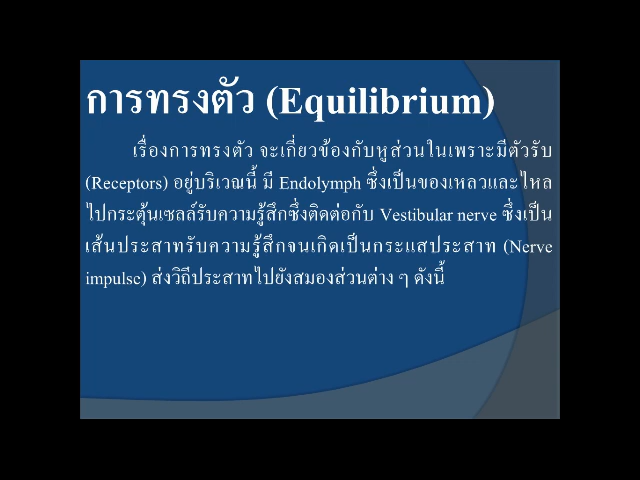 การทรงตัว (Equilibrium)
เรื่องการทรงตัว จะเกี่ยวข้องกับหูส่วนในเพราะมีตัวรับ
(Receptors) อยู่บริเวณนี้ มี Endolymph ซึ่งเป็นของเหลวและไหล
ไปกระตุ้นเซลล์รับความรู้สึกซึ่งติดต่อกับ Vestibular nerve ซึ่งเป็น
เส้นประสาทรับความรู้สึกจนเกิดเป็นกระแสประสาท (Nerve
impulse) ส่งวิถีประสาทไปยังสมองส่วนต่าง ๆ ดังนี้